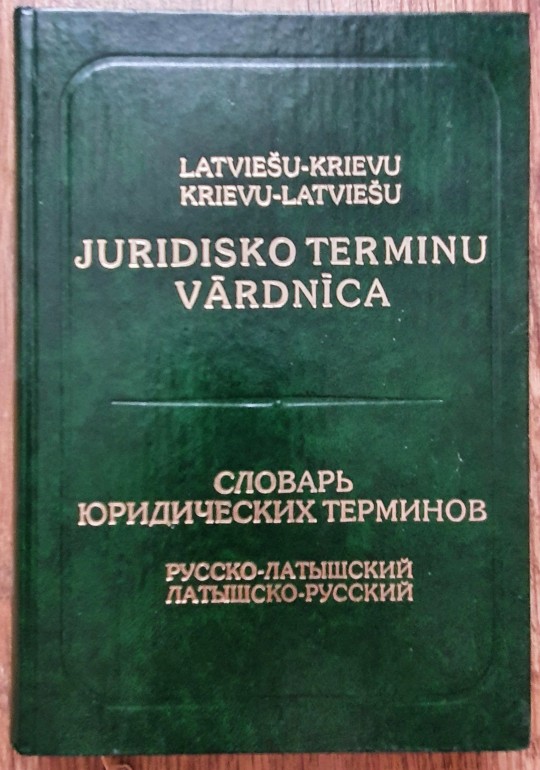 LATVIEŠU-KRIEVU
KRIEVU-LATVIEŠU
JURIDISKO TERMINU
VĀRDNĪCA
СЛОВАРЬ
ЮРИДИЧЕСКИХ ТЕРМИНОВ
РУССКО-ЛАТЫШСКИЙ
ЛАТЫШСКО-РУССКИЙ